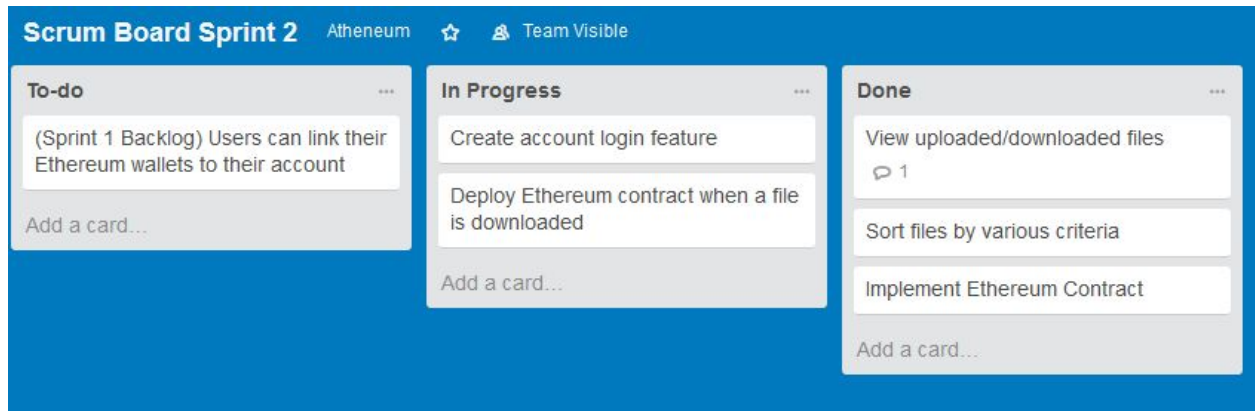 Scrum Board Sprint 2 Atheneum Team Visible
To-do
(Sprint 1 Backlog) Users can link their
Ethereum wallets to their account
Add a card...
In Progress
Create account login feature
Deploy Ethereum contract when a file
is downloaded
Add a card...
Done
View uploaded/downloaded files
1
Sort files by various criteria
Implement Ethereum Contract
Add a card...